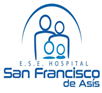 E.S.E. HOSPITAL
San Francisco
de Asis